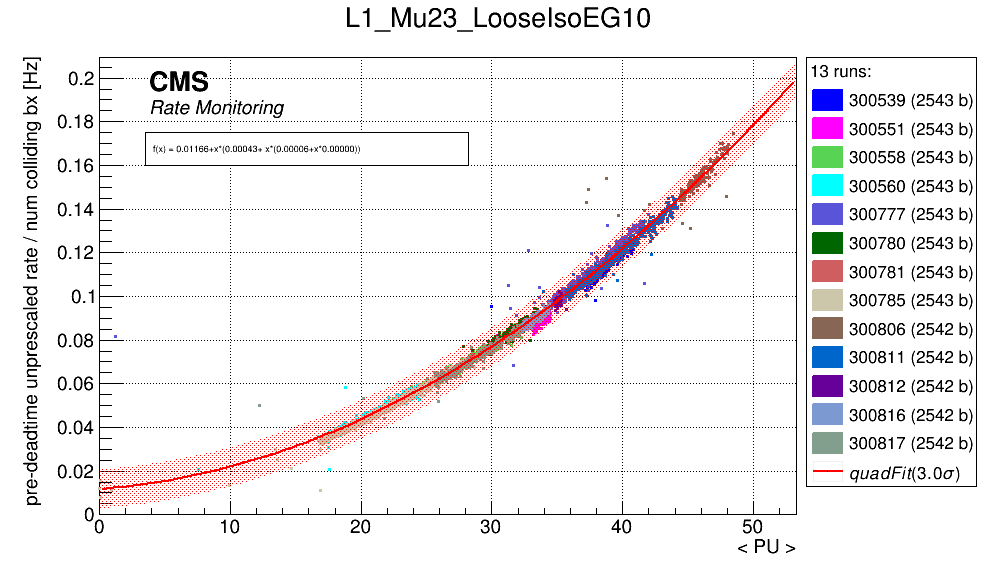 L1_Mu23_LooseIsoEG10
pre-deadtime unprescaled rate / num colliding bx [Hz]
CMS
Rate Monitoring
f(x) = 0.01166+x*(0.00043+ x*(0.00006+x*0.00000))
0.2
0.18
0.16
0.14
0.12
0.1
0.08
0.06
0.04
0.02
0
0 10 20 30 40 50
< PU >
13 runs:
300539 (2543 b)
300551 (2543 b)
300558 (2543 b)
300560 (2543 b)
300777 (2543 b)
300780 (2543 b)
300781 (2543 b)
300785 (2543 b)
300806 (2542 b)
300811 (2542 b)
300812 (2542 b)
300816 (2542 b)
300817 (2542 b)
quadFit(3.0σ)